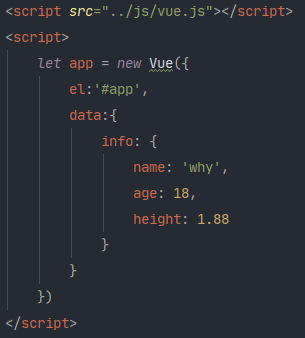 <script src="../js/vue.js"></script>
<script>
    let app = new Vue({
        el:'#app',
        data:{
            info: {
                name: 'why',
                age: 18,
                height: 1.88
            }
        }
    })
</script>